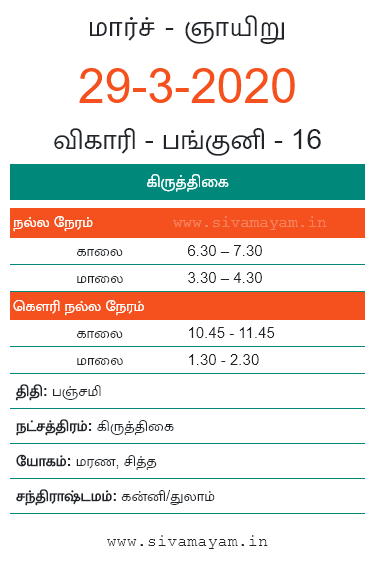 மார்ச் - ஞாயிறு
29-3-2020
விகாரி - பங்குனி - 16
கிருத்திகை
நல்ல நேரம் www.sivamayam.in
காலை 6.30 – 7.30
மாலை 3.30 – 4.30
கௌரி நல்ல நேரம்
காலை 10.45 - 11.45
மாலை 1.30 - 2.30
திதி: பஞ்சமி
நட்சத்திரம்: கிருத்திகை
யோகம்: மரண, சித்த
சந்திராஷ்டமம்: கன்னி/துலாம்
www.sivamayam.in